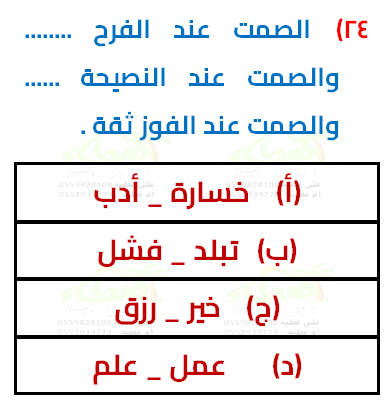 ٢٤) الصمت عند الفرح ........
والصمت عند النصيحة ......
والصمت عند الفوز ثقة .
(أ) خسارة _ أدب
(ب) تبلد _ فشل
(ج) خير _ رزق
(د) عمل _ علم